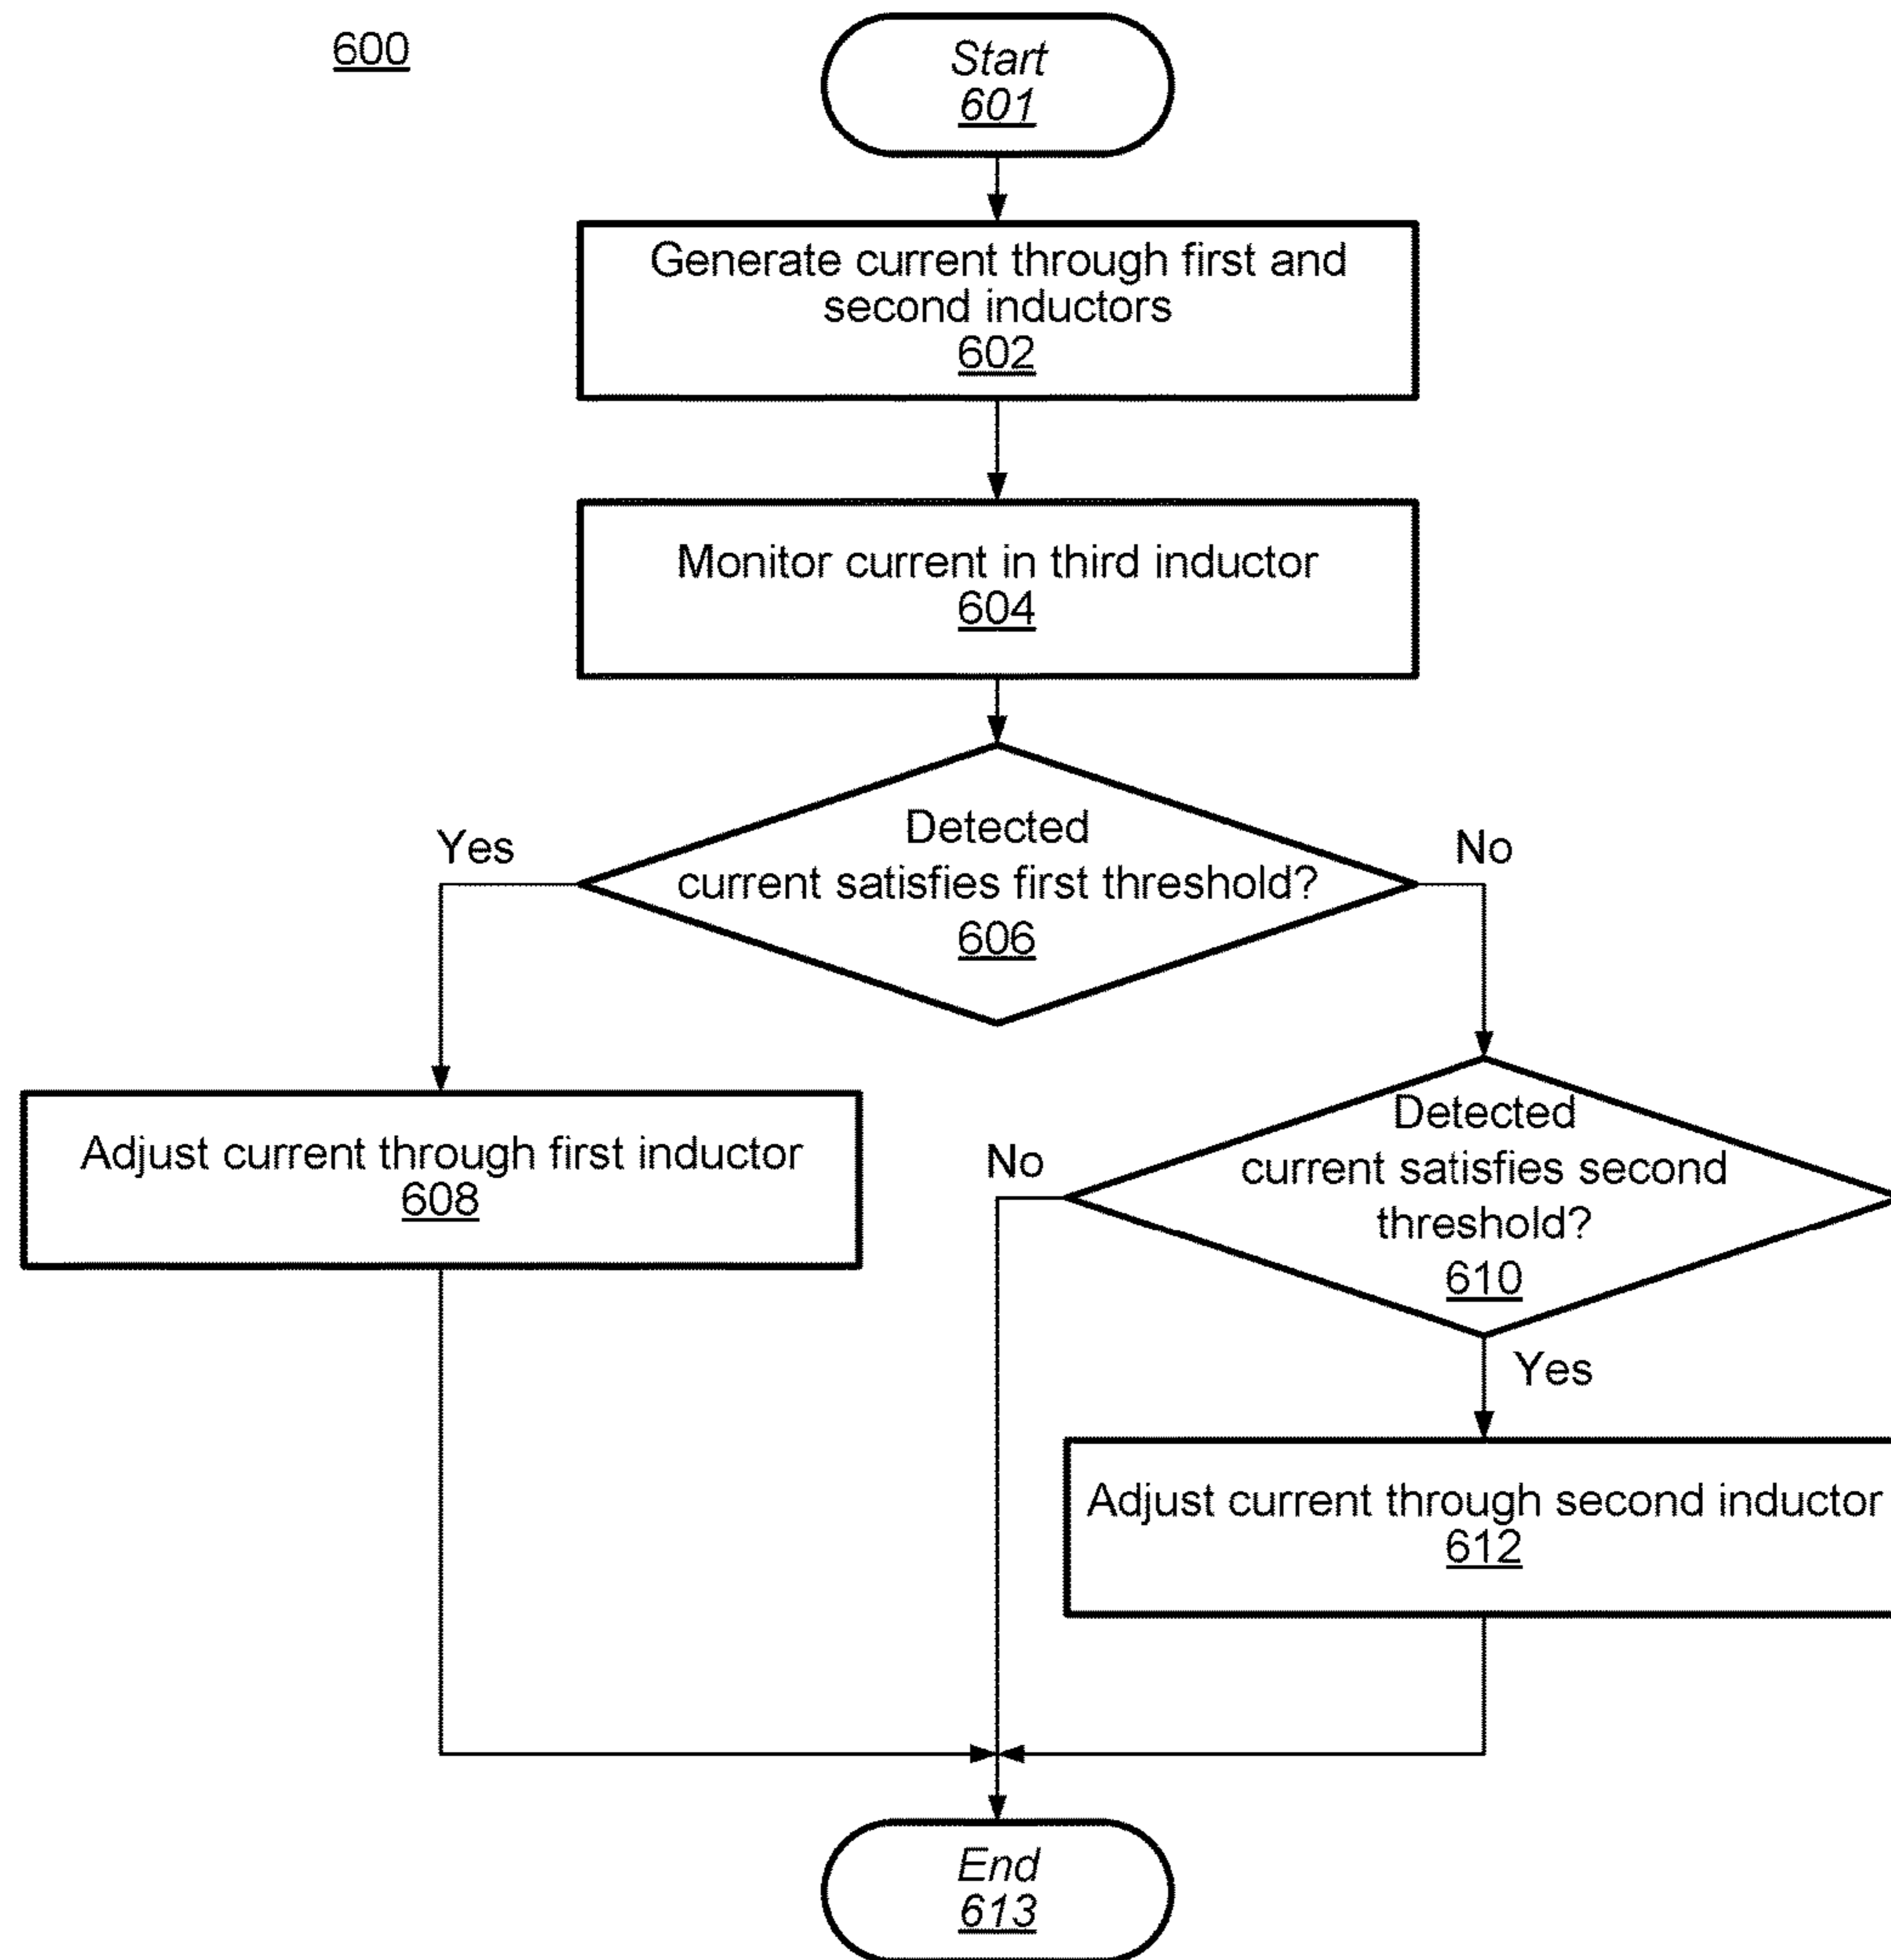 600
Start
601
Generate current through first and
second inductors
602
Monitor current in third inductor
604
Detected
current satisfies first threshold?
606
Yes
No
Adjust current through first inductor
608
Detected
current satisfies second
threshold?
610
No
Yes
Adjust current through second inductor
612
End
613